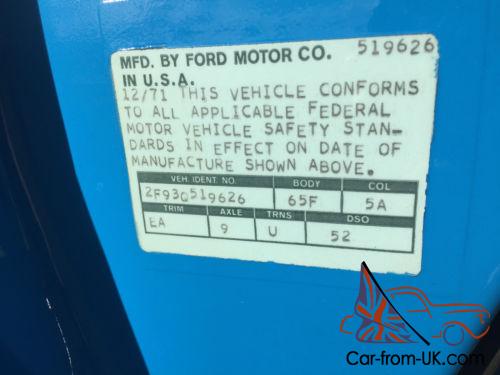 MFD. BY FORD MOTOR CO. 519626
IN U.S.A.
12/71 THIS VEHICLE CONFORMS
TO ALL APPLICABLE FEDERAL
MOTOR VEHICLE SAFETY STAN-
DARDS IN EFFECT ON DATE OF
MANUFACTURE SHOWN ABOVE.
VEH. IDENT. NO. BODY COL
2F93Q519626 65F 5A
TRIM AXLE TRNS DSO
EA 9 U 52
Car-from-UK.com